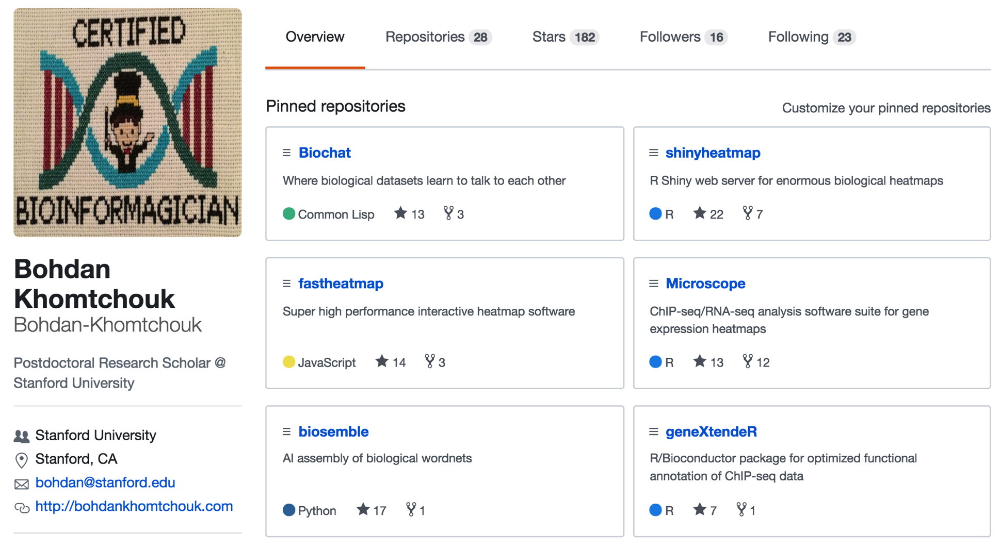 CERTIFIED
BIOINFORMAGICIAN
Bohdan
Khomtchouk
Bohdan-Khomtchouk
Postdoctoral Research Scholar @
Stanford University
Stanford University
Stanford, CA
bohdan@stanford.edu
http://bohdankhomtchouk.com
Overview Repositories 28 Stars 182 Followers 16 Following 23
Pinned repositories
Customize your pinned repositories
Biochat
Where biological datasets learn to talk to each other
Common Lisp 13 3
shinyheatmap
R Shiny web server for enormous biological heatmaps
R 22 7
fastheatmap
Super high performance interactive heatmap software
JavaScript 14 3
Microscope
ChIP-seq/RNA-seq analysis software suite for gene
expression heatmaps
R 13 12
biosemble
AI assembly of biological wordnets
Python 17 1
geneXtendeR
R/Bioconductor package for optimized functional
annotation of ChIP-seq data
R 7 1